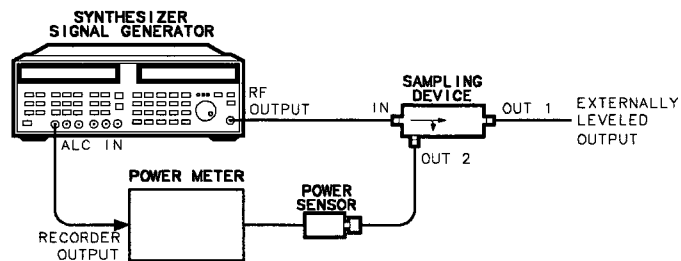 SYNTHESIZER
SIGNAL GENERATOR
RF
OUTPUT
SAMPLING
DEVICE
IN
OUT 1
EXTERNALLY
LEVELED
OUTPUT
ALC IN
OUT 2
POWER METER
POWER
SENSOR
RECORDER
OUTPUT